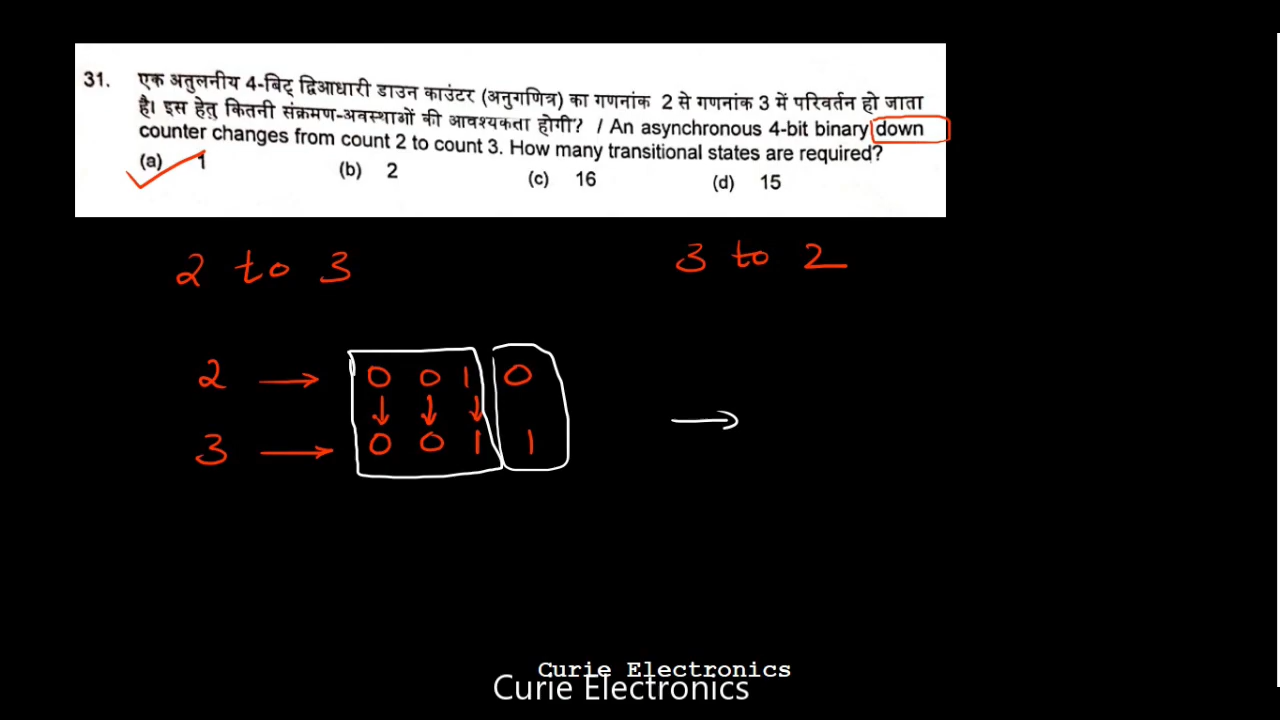 31. एक अतुलनीय 4-बिट् द्विआधारी डाउन काउंटर (अनुगणित्र) का गणनांक 2 से गणनांक 3 में परिवर्तन हो जाता
है। इस हेतु कितनी संक्रमण-अवस्थाओं की आवश्यकता होगी? / An asynchronous 4-bit binary down
counter changes from count 2 to count 3. How many transitional states are required?
(a) 1 (b) 2 (c) 16 (d) 15
2 to 3 3 to 2
2 → 0 0 1 0
↓ ↓ ↓ →
3 → 0 0 1 1
Curie Electronics
Curie Electronics